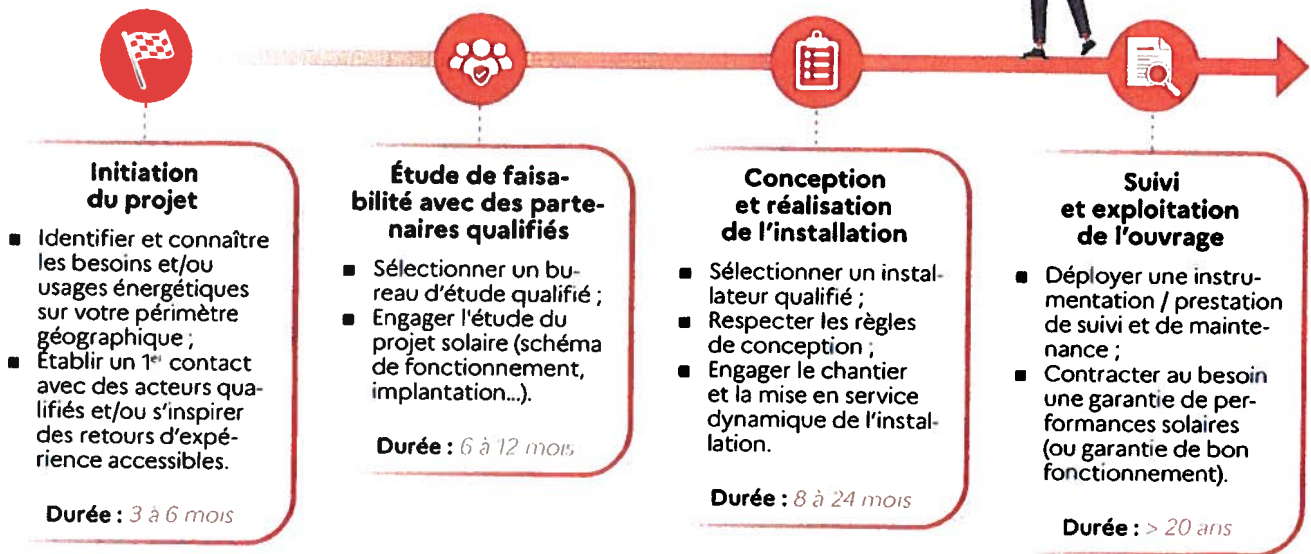 Initiation
du projet
■ Identifier et connaître
les besoins et/ou
usages énergétiques
sur votre périmètre
géographique ;
■ Établir un 1er contact
avec des acteurs qua-
lifiés et/ou s'inspirer
des retours d'expé-
rience accessibles.
Durée : 3 à 6 mois
Étude de faisa-
bilité avec des parte-
naires qualifiés
■ Sélectionner un bu-
reau d'étude qualifié ;
■ Engager l'étude du
projet solaire (schéma
de fonctionnement,
implantation...).
Durée : 6 à 12 mois
Conception
et réalisation
de l'installation
■ Sélectionner un instal-
lateur qualifié ;
■ Respecter les règles
de conception ;
■ Engager le chantier
et la mise en service
dynamique de l'instal-
lation.
Durée : 8 à 24 mois
Suivi
et exploitation
de l'ouvrage
■ Déployer une instru-
mentation / prestation
de suivi et de mainte-
nance ;
■ Contracter au besoin
une garantie de per-
formances solaires
(ou garantie de bon
fonctionnement).
Durée : > 20 ans